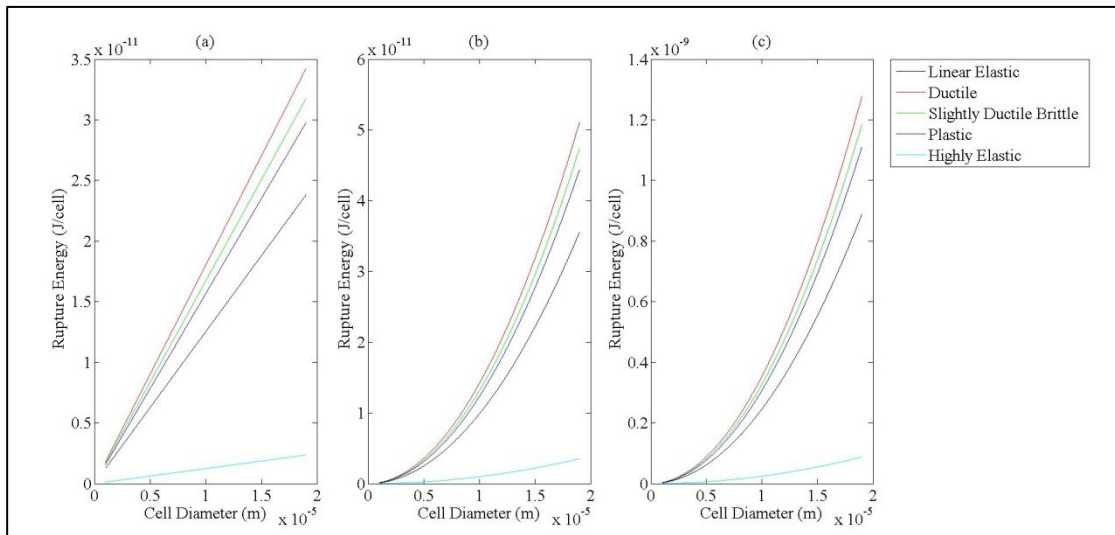 (a)
x 10-11
3.5
3
2.5
2
1.5
1
0.5
0
Rupture Energy (J/cell)
0 0.5 1 1.5 2
Cell Diameter (m)
x 10-5
(b)
x 10-11
6
5
4
3
2
1
0
Rupture Energy (J/cell)
0 0.5 1 1.5 2
Cell Diameter (m)
x 10-5
(c)
x 10-9
1.4
1.2
1
0.8
0.6
0.4
0.2
0
Rupture Energy (J/cell)
0 0.5 1 1.5 2
Cell Diameter (m)
x 10-5
Linear Elastic
Ductile
Slightly Ductile Brittle
Plastic
Highly Elastic